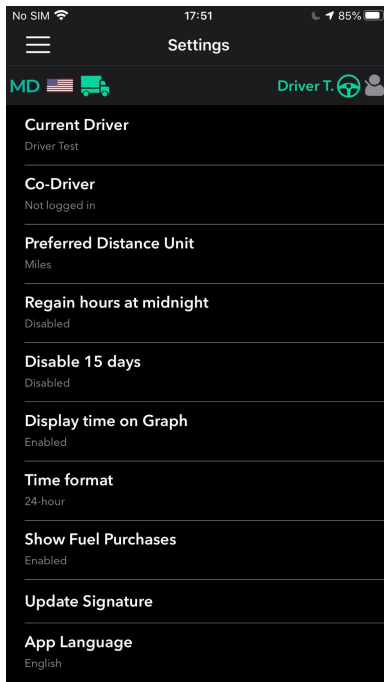 No SIM 17:51 85%
Settings
MD Driver T.
Current Driver
Driver Test
Co-Driver
Not logged in
Preferred Distance Unit
Miles
Regain hours at midnight
Disabled
Disable 15 days
Disabled
Display time on Graph
Enabled
Time format
24-hour
Show Fuel Purchases
Enabled
Update Signature
App Language
English